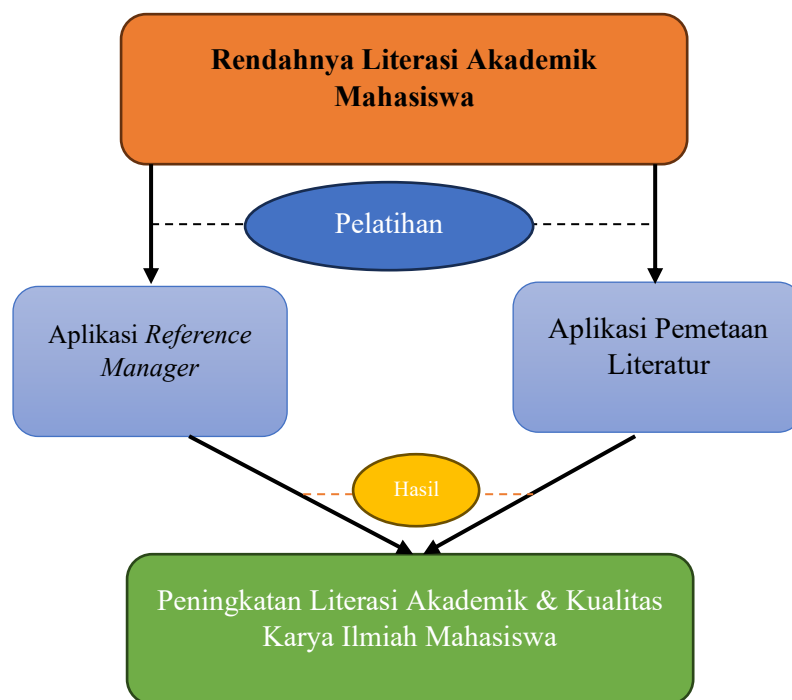 Rendahnya Literasi Akademik
Mahasiswa
Pelatihan
Aplikasi Reference
Manager
Aplikasi Pemetaan
Literatur
Hasil
Peningkatan Literasi Akademik & Kualitas
Karya Ilmiah Mahasiswa